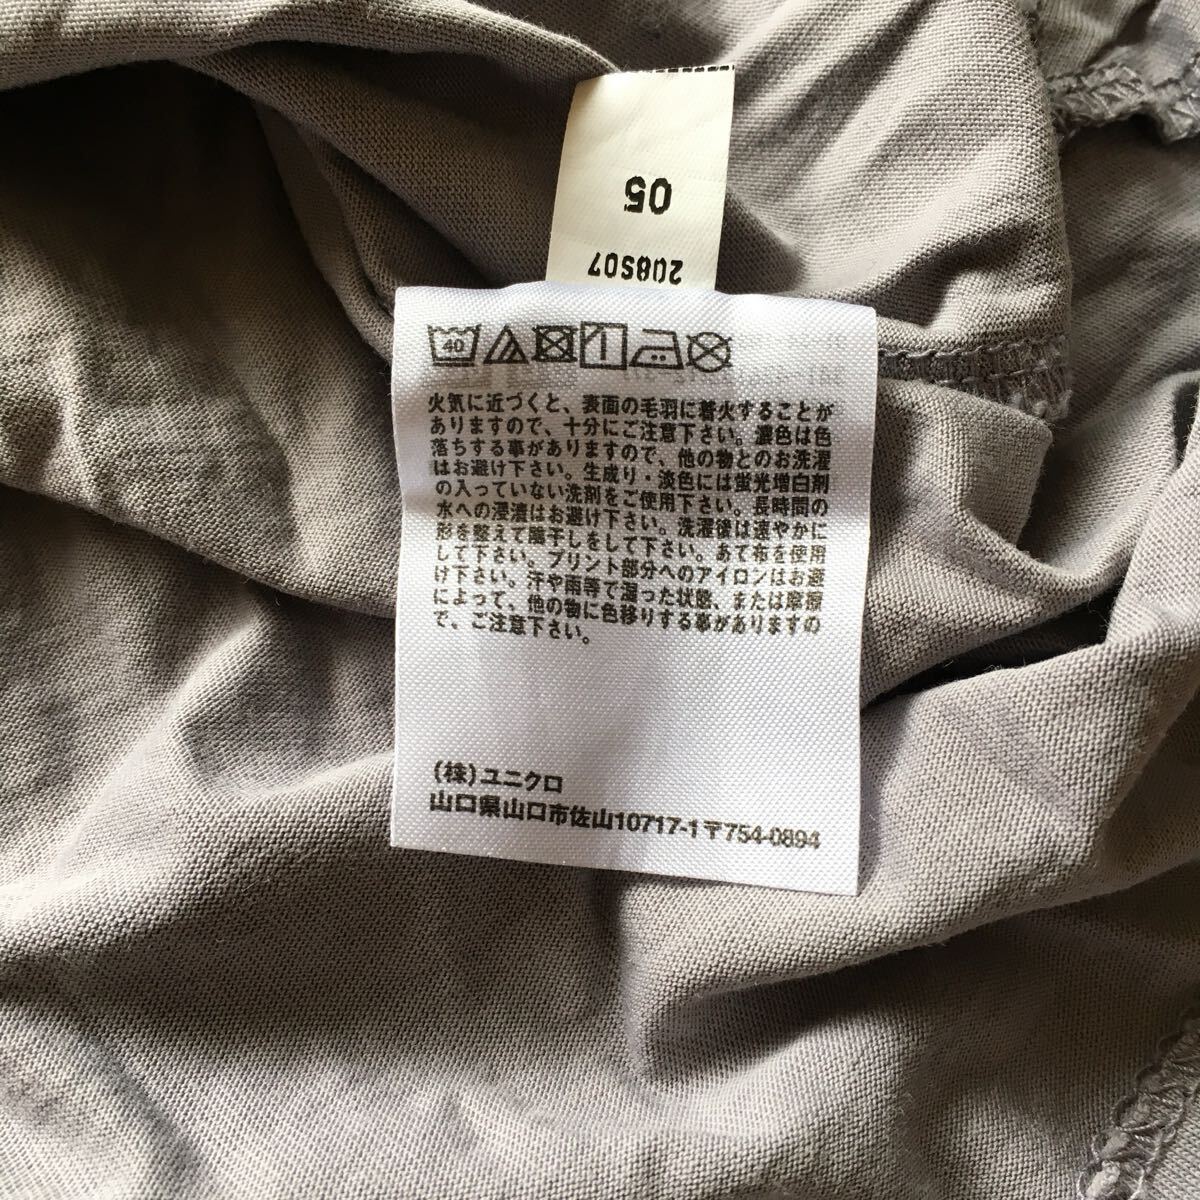 05
208S07
40
火気に近づくと、表面の毛羽に着火することが
ありますので、十分にご注意下さい。濃色は色
落ちする事がありますので、他の物とのお洗濯
はお避け下さい。生成り・淡色には蛍光増白剤
の入っていない洗剤をご使用下さい。長時間の
水への浸漬はお避け下さい。洗濯後は速やかに
形を整えて陰干しをして下さい。あて布を使用
して下さい。プリント部分へのアイロンはお避
け下さい。汗や雨等で湿った状態、または摩擦
によって、他の物に色移りする事がありますの
で、ご注意下さい。
(株)ユニクロ
山口県山口市佐山10717-1〒754-0894